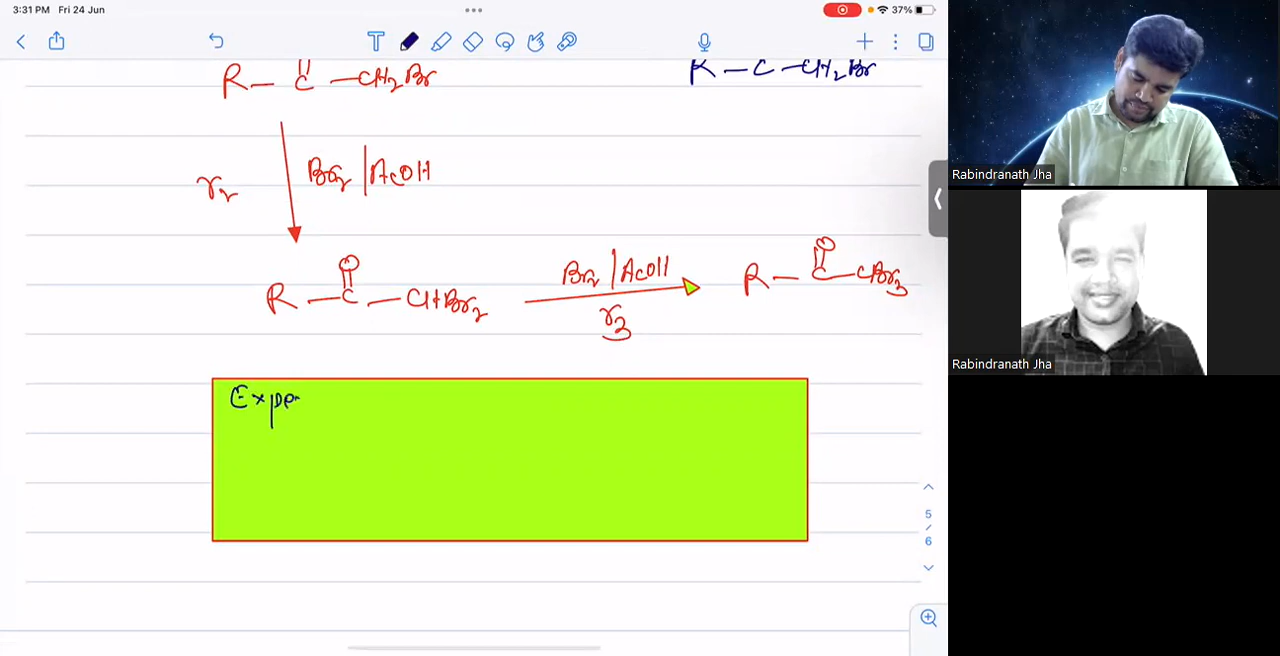 3:31 PM Fri 24 Jun
37%
T
R — C — CH2Br
R — C — CH2Br
r2
Br2 | AcOH
O
R — C — CHBr2
Br2 | AcOH
r3
O
R — C — CBr3
Exper
5
/
6
Rabindranath Jha
Rabindranath Jha